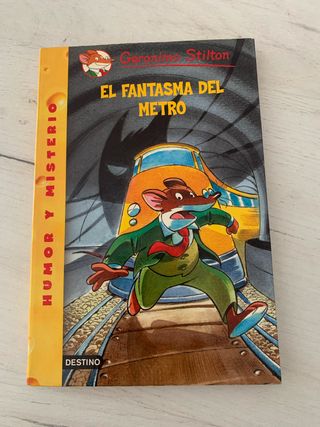 Geronimo Stilton
EL FANTASMA DEL
METRO
HUMOR Y MISTERIO
DESTINO